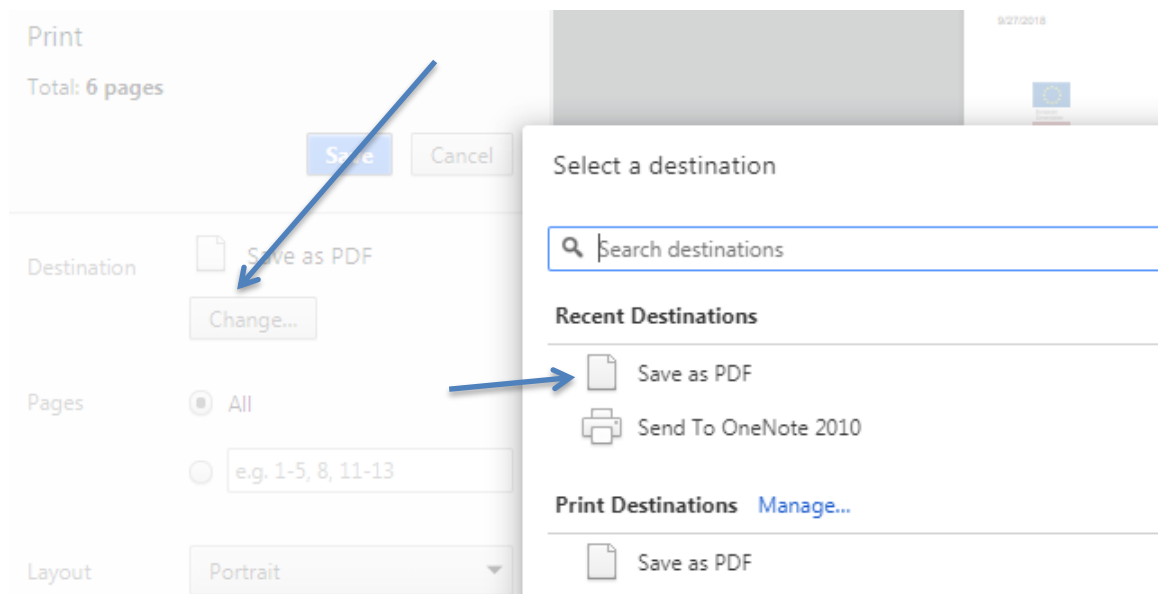 Print
Total: 6 pages
Save Cancel
Destination
Save as PDF
Change...
Pages
All
e.g. 1-5, 8, 11-13
Layout
Portrait
9/27/2018
Select a destination
Search destinations
Recent Destinations
Save as PDF
Send To OneNote 2010
Print Destinations Manage...
Save as PDF